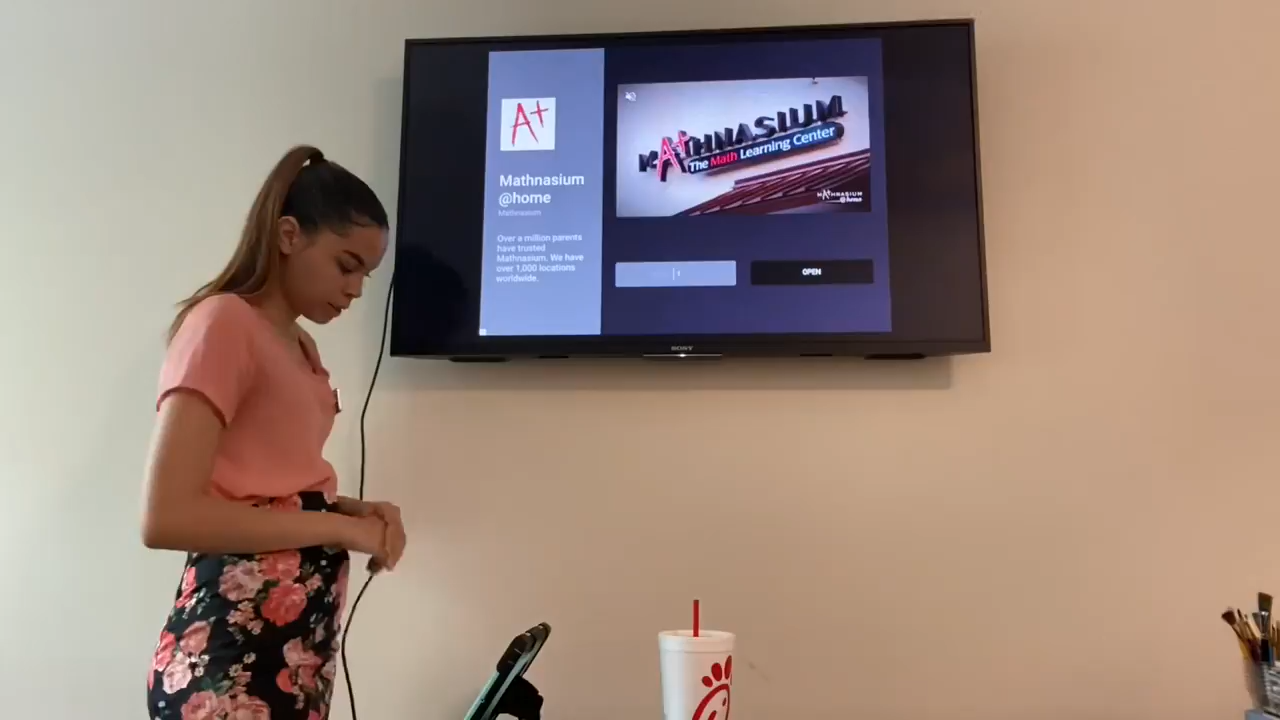 A+
Mathnasium
@home
Mathnasium
Over a million parents
have trusted
Mathnasium. We have
over 1,000 locations
worldwide.
MATHNASIUM
The Math Learning Center
MATHNASIUM
@home
1
OPEN
SONY